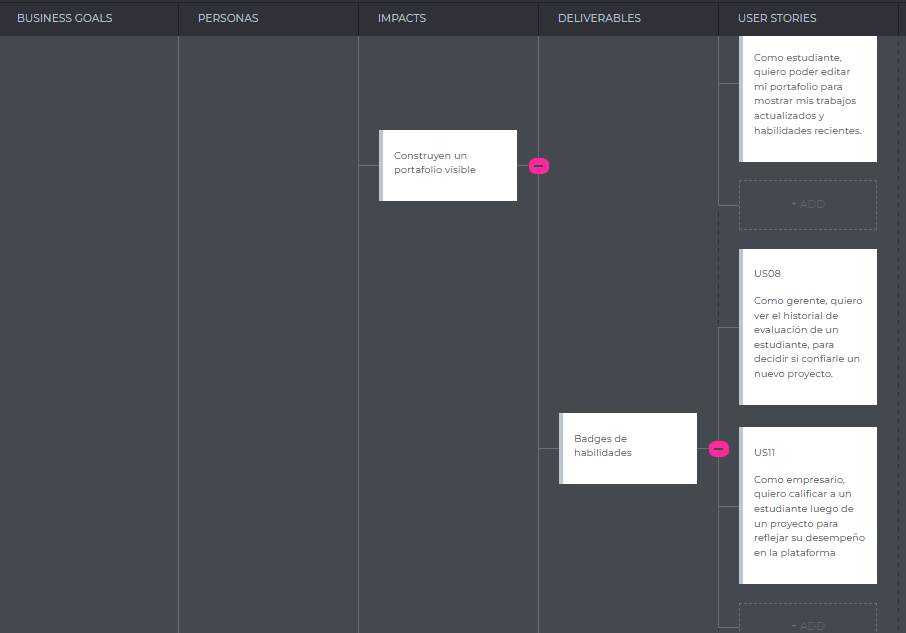 BUSINESS GOALS
PERSONAS
IMPACTS
DELIVERABLES
USER STORIES
Como estudiante,
quiero poder editar
mi portafolio para
mostrar mis trabajos
actualizados y
habilidades recientes.
Construyen un
portafolio visible
+ ADD
US08
Como gerente, quiero
ver el historial de
evaluación de un
estudiante, para
decidir si confiarle un
nuevo proyecto.
Badges de
habilidades
US11
Como empresario,
quiero calificar a un
estudiante luego de
un proyecto para
reflejar su desempeño
en la plataforma
+ ADD